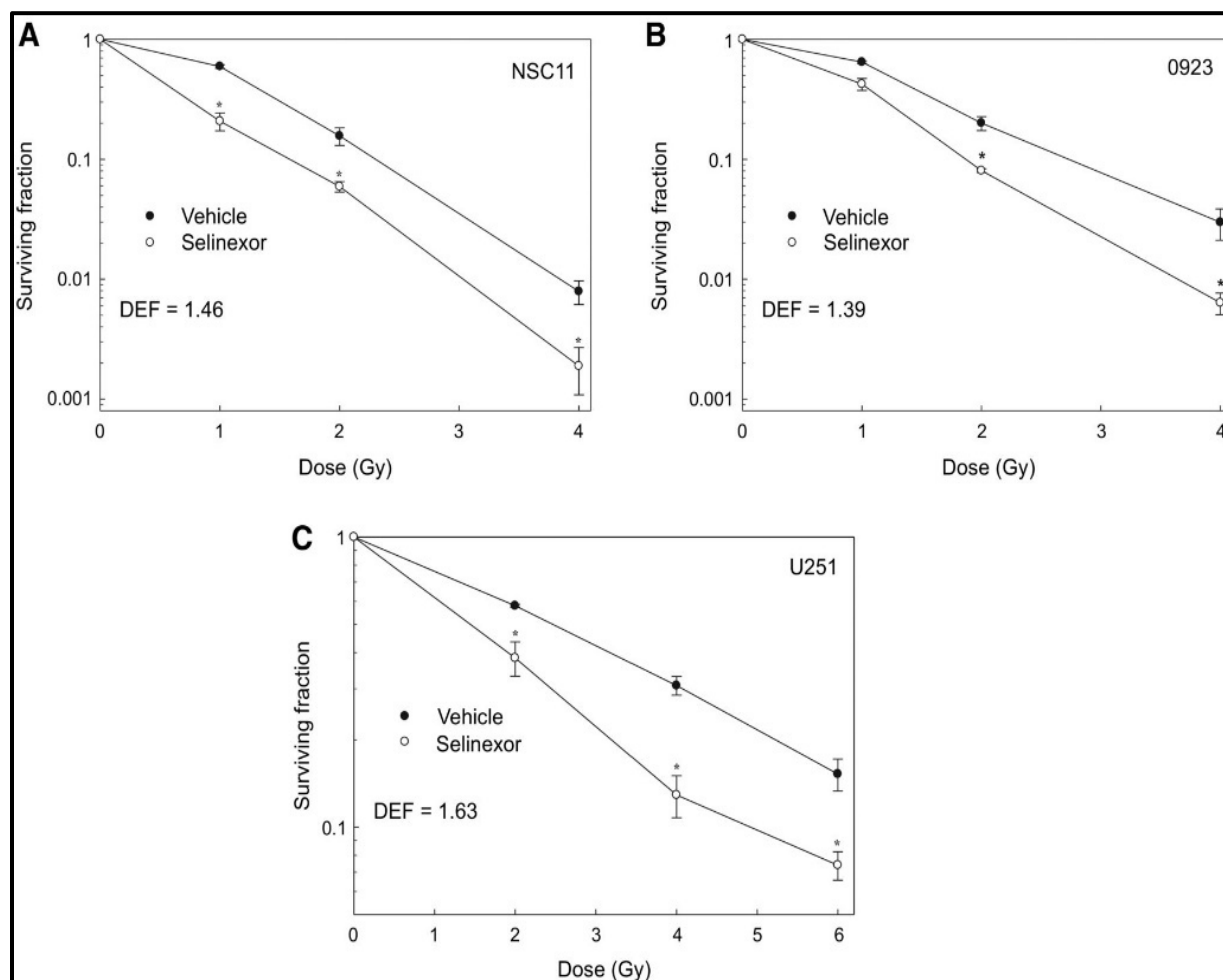 A
NSC11
1
0.1
0.01
0.001
Surviving fraction
Vehicle
Selinexor
DEF = 1.46
*
*
*
0 1 2 3 4
Dose (Gy)
B
0923
1
0.1
0.01
0.001
Surviving fraction
Vehicle
Selinexor
DEF = 1.39
*
*
0 1 2 3 4
Dose (Gy)
C
U251
1
0.1
Surviving fraction
Vehicle
Selinexor
DEF = 1.63
*
*
*
0 1 2 3 4 5 6
Dose (Gy)